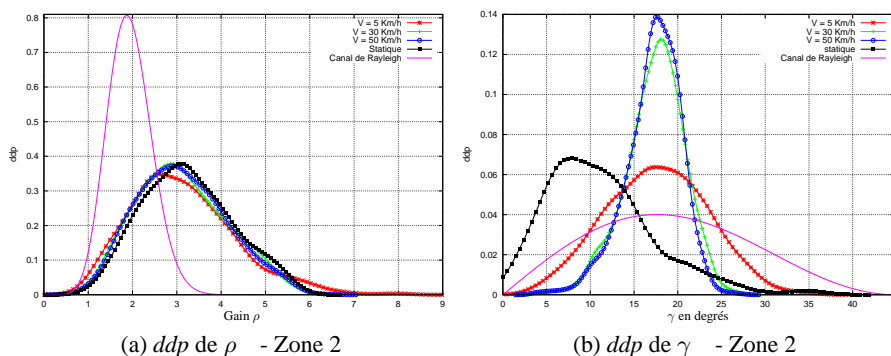 V = 5 Km/h
V = 30 Km/h
V = 50 Km/h
Statique
Canal de Rayleigh
0.8
0.7
0.6
0.5
0.4
0.3
0.2
0.1
0
ddp
0 1 2 3 4 5 6 7 8 9
Gain ρ
(a) ddp de ρ - Zone 2
V = 5 Km/h
V = 30 Km/h
V = 50 Km/h
statique
Canal de Rayleigh
0.14
0.12
0.1
0.08
0.06
0.04
0.02
0
ddp
0 5 10 15 20 25 30 35 40
γ en degrés
(b) ddp de γ - Zone 2